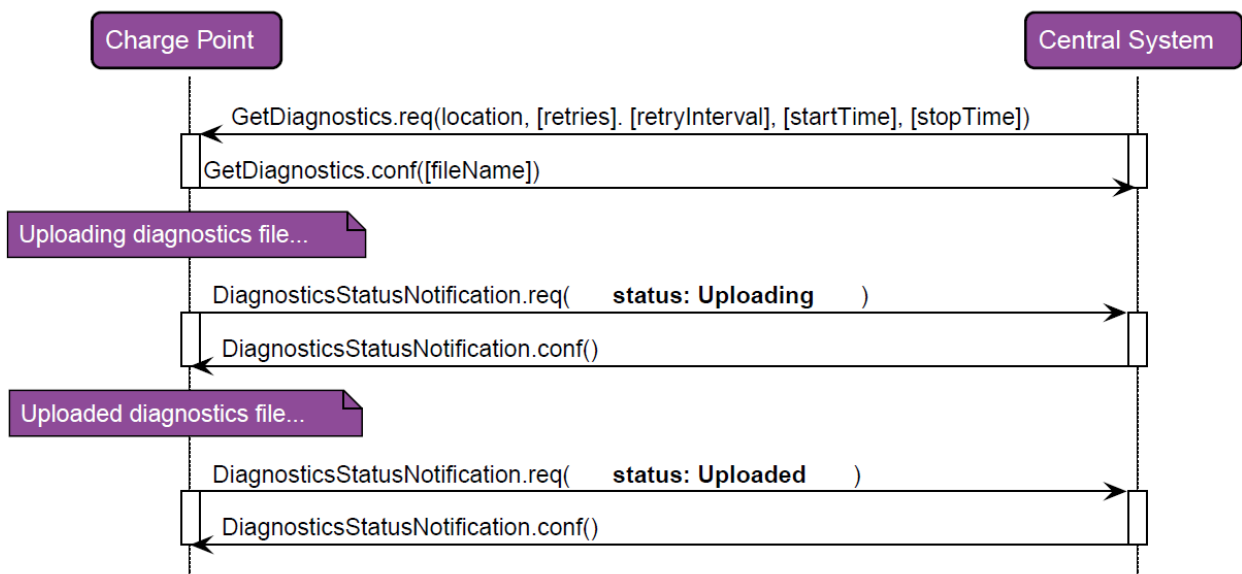 Charge Point
Central System
GetDiagnostics.req(location, [retries]. [retryInterval], [startTime], [stopTime])
GetDiagnostics.conf([fileName])
Uploading diagnostics file...
DiagnosticsStatusNotification.req( status: Uploading )
DiagnosticsStatusNotification.conf()
Uploaded diagnostics file...
DiagnosticsStatusNotification.req( status: Uploaded )
DiagnosticsStatusNotification.conf()